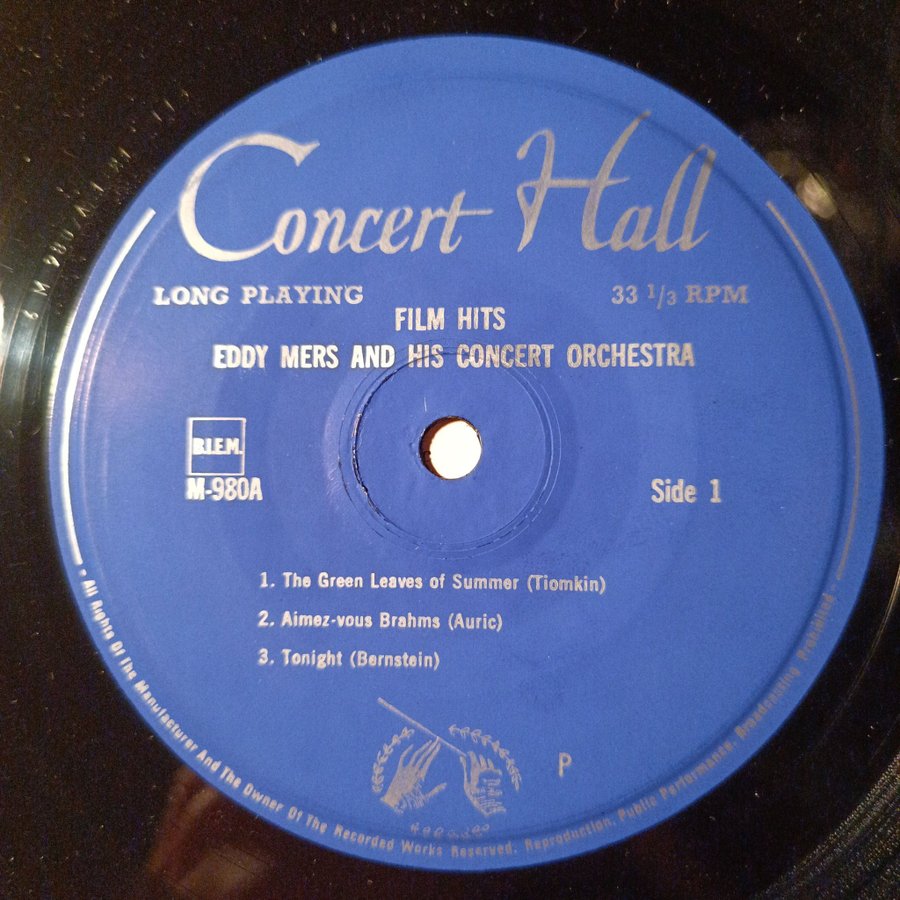 Concert Hall
LONG PLAYING
33 1/3 RPM
FILM HITS
EDDY MERS AND HIS CONCERT ORCHESTRA
B.I.E.M.
M-980A
Side 1
1. The Green Leaves of Summer (Tiomkin)
2. Aimez-vous Brahms (Auric)
3. Tonight (Bernstein)
P
• All Rights Of The Manufacturer And The Owner Of The Recorded Works Reserved. Reproduction, Public Performance, Broadcasting Prohibited •